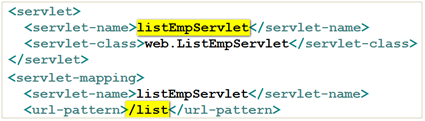 <servlet>
<servlet-name>listEmpServlet</servlet-name>
<servlet-class>web.ListEmpServlet</servlet-class>
</servlet>
<servlet-mapping>
<servlet-name>listEmpServlet</servlet-name>
<url-pattern>/list</url-pattern>